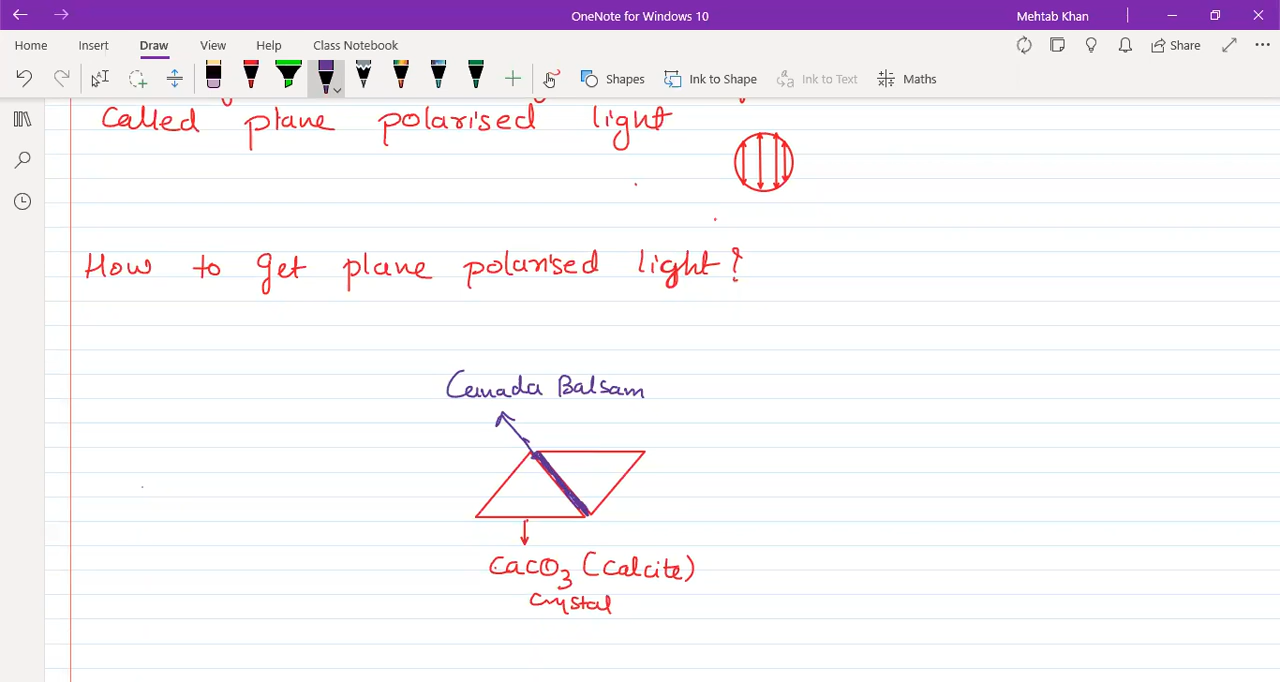 OneNote for Windows 10
Mehtab Khan
Home Insert Draw View Help Class Notebook
Share
Shapes Ink to Shape Ink to Text Maths
Called plane polarised light
How to get plane polarised light?
Canada Balsam
CaCO3 (Calcite)
Crystal